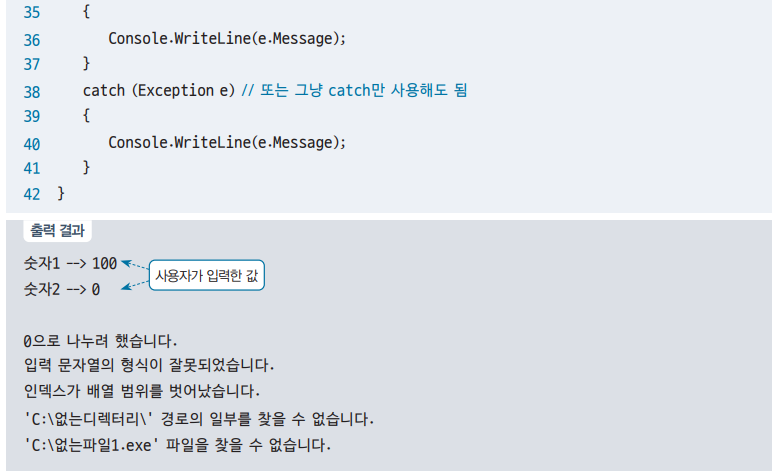 35 {
36 Console.WriteLine(e.Message);
37 }
38 catch (Exception e) // 또는 그냥 catch만 사용해도 됨
39 {
40 Console.WriteLine(e.Message);
41 }
42 }
출력 결과
숫자1 --> 100
숫자2 --> 0
사용자가 입력한 값
0으로 나누려 했습니다.
입력 문자열의 형식이 잘못되었습니다.
인덱스가 배열 범위를 벗어났습니다.
'C:\없는디렉터리\' 경로의 일부를 찾을 수 없습니다.
'C:\없는파일1.exe' 파일을 찾을 수 없습니다.